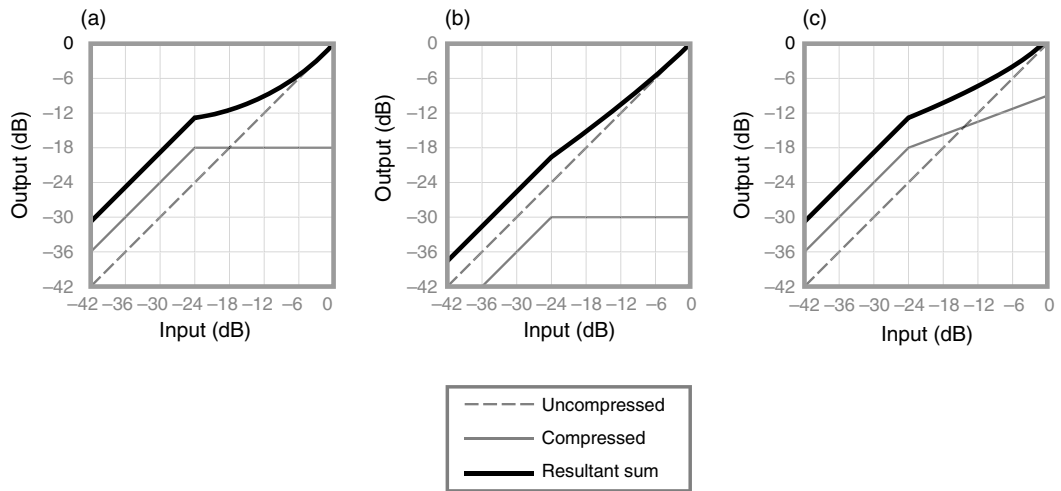 (a)
0
−6
−12
−18
−24
−30
−36
−42
Output (dB)
−42 −36 −30 −24 −18 −12 −6 0
Input (dB)
(b)
0
−6
−12
−18
−24
−30
−36
−42
Output (dB)
−42 −36 −30 −24 −18 −12 −6 0
Input (dB)
(c)
0
−6
−12
−18
−24
−30
−36
−42
Output (dB)
−42 −36 −30 −24 −18 −12 −6 0
Input (dB)
Uncompressed
Compressed
Resultant sum